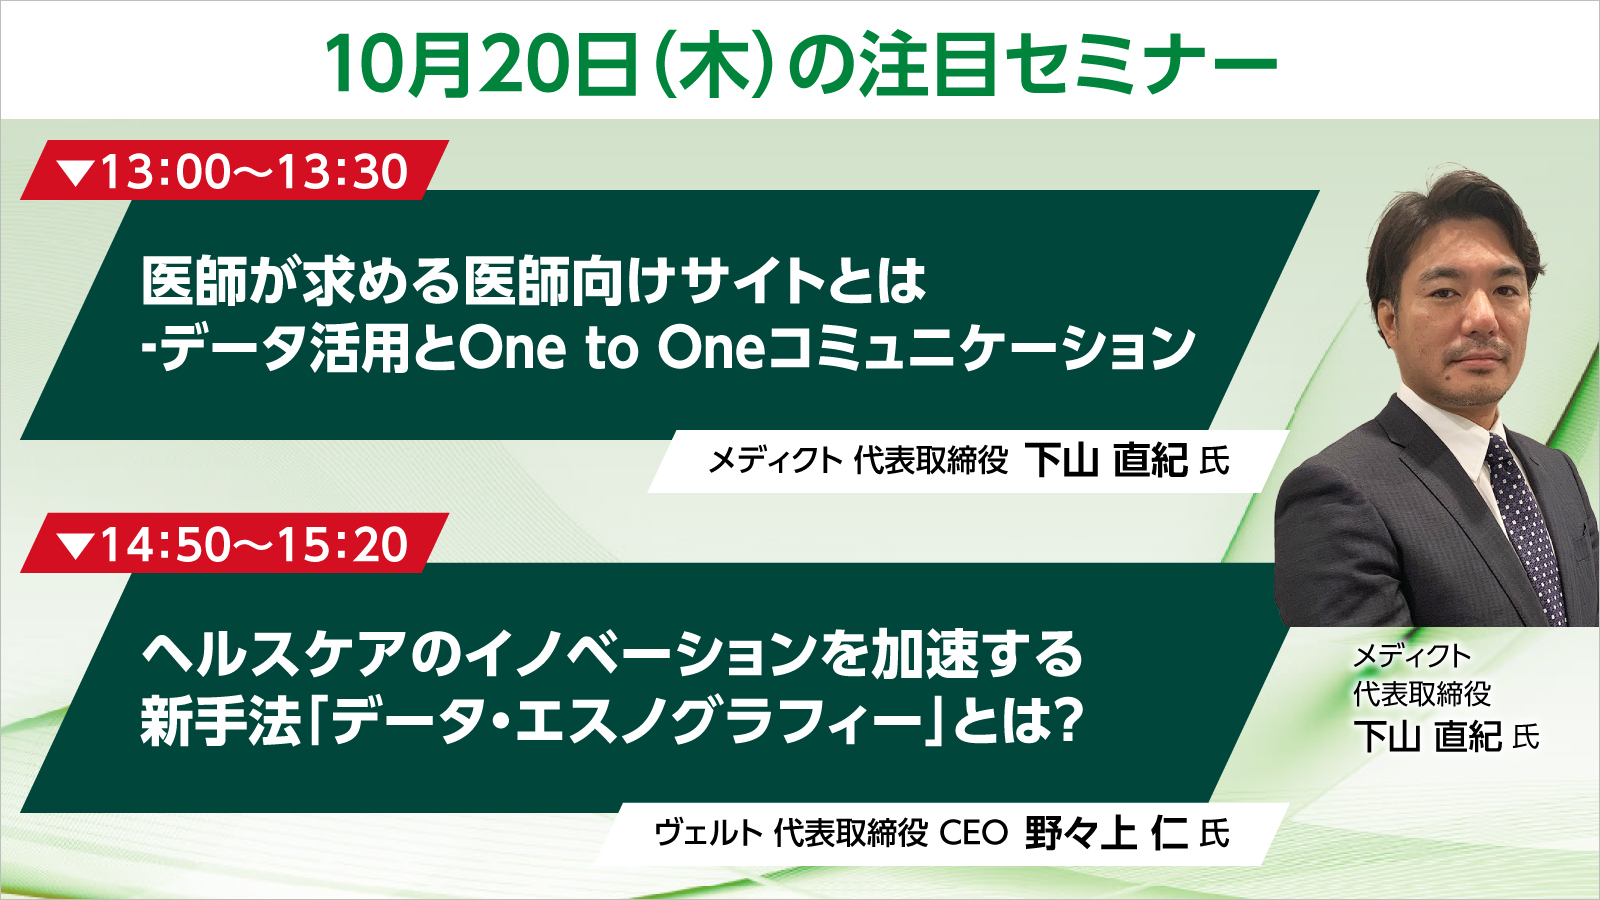 10月20日（木）の注目セミナー
▼13：00〜13：30
医師が求める医師向けサイトとは
-データ活用とOne to Oneコミュニケーション
メディクト 代表取締役 下山 直紀 氏
▼14：50〜15：20
ヘルスケアのイノベーションを加速する
新手法「データ・エスノグラフィー」とは？
ヴェルト 代表取締役 CEO 野々上 仁 氏
メディクト
代表取締役
下山 直紀 氏